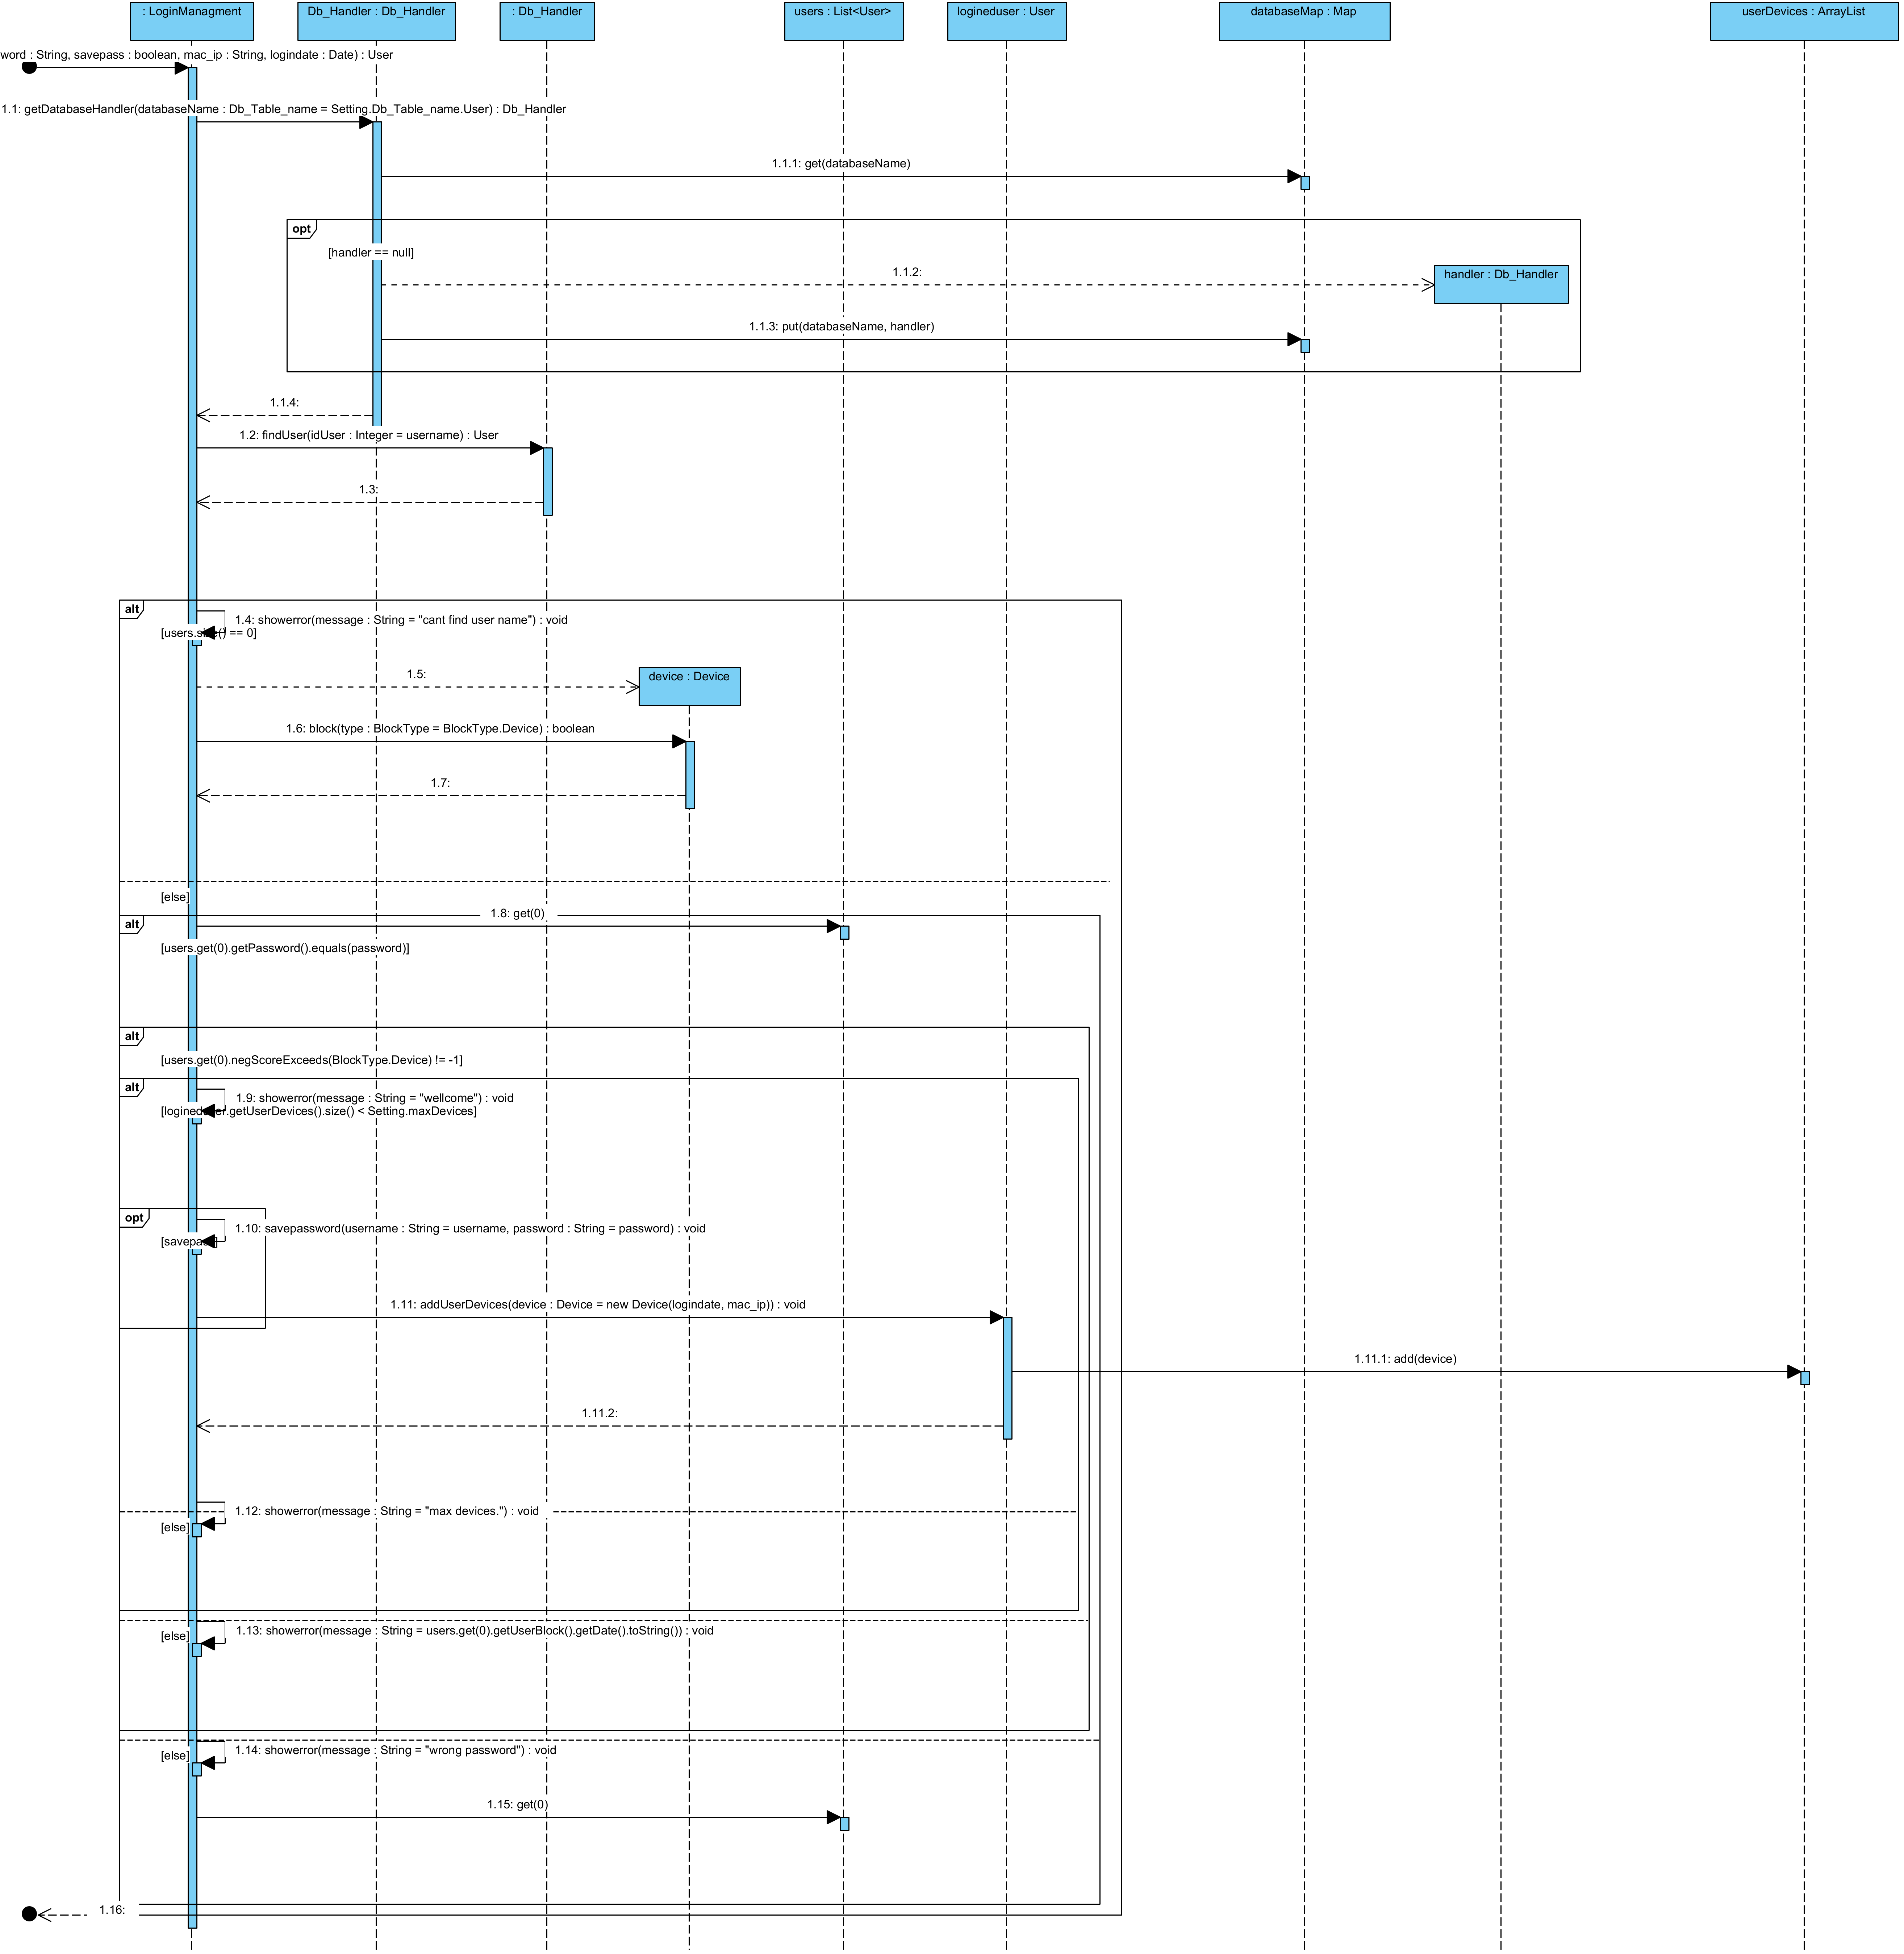 : LoginManagment
Db_Handler : Db_Handler
: Db_Handler
users : List<User>
logineduser : User
databaseMap : Map
userDevices : ArrayList
word : String, savepass : boolean, mac_ip : String, logindate : Date) : User
1.1: getDatabaseHandler(databaseName : Db_Table_name = Setting.Db_Table_name.User) : Db_Handler
1.1.1: get(databaseName)
opt
[handler == null]
1.1.2:
handler : Db_Handler
1.1.3: put(databaseName, handler)
1.1.4:
1.2: findUser(idUser : Integer = username) : User
1.3:
alt
1.4: showerror(message : String = "cant find user name") : void
[users.size() == 0]
1.5:
device : Device
1.6: block(type : BlockType = BlockType.Device) : boolean
1.7:
[else]
alt
1.8: get(0)
[users.get(0).getPassword().equals(password)]
alt
[users.get(0).negScoreExceeds(BlockType.Device) != -1]
alt
1.9: showerror(message : String = "wellcome") : void
[logineduser.getUserDevices().size() < Setting.maxDevices]
opt
1.10: savepassword(username : String = username, password : String = password) : void
[savepass]
1.11: addUserDevices(device : Device = new Device(logindate, mac_ip)) : void
1.11.1: add(device)
1.11.2:
1.12: showerror(message : String = "max devices.") : void
[else]
1.13: showerror(message : String = users.get(0).getUserBlock().getDate().toString()) : void
[else]
1.14: showerror(message : String = "wrong password") : void
[else]
1.15: get(0)
1.16: